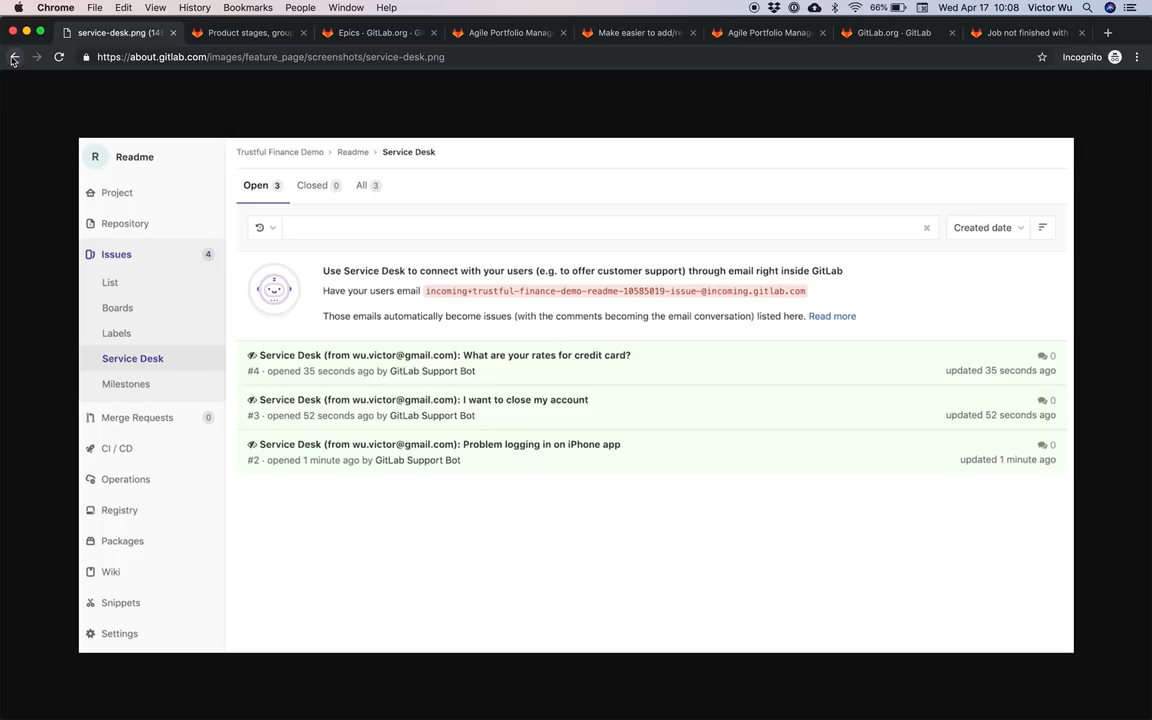 Chrome File Edit View History Bookmarks People Window Help 66% Wed Apr 17 10:08 Victor Wu
service-desk.png (14 Product stages, group Epics · GitLab.org · Gi Agile Portfolio Manag Make easier to add/re Agile Portfolio Manag GitLab.org · GitLab Job not finished with
https://about.gitlab.com/images/feature_page/screenshots/service-desk.png Incognito
R Readme
Project
Repository
Issues 4
List
Boards
Labels
Service Desk
Milestones
Merge Requests 0
CI / CD
Operations
Registry
Packages
Wiki
Snippets
Settings
Trustful Finance Demo › Readme › Service Desk
Open 3 Closed 0 All 3
Created date
Use Service Desk to connect with your users (e.g. to offer customer support) through email right inside GitLab
Have your users email incoming+trustful-finance-demo-readme-10585019-issue-@incoming.gitlab.com
Those emails automatically become issues (with the comments becoming the email conversation) listed here. Read more
Service Desk (from wu.victor@gmail.com): What are your rates for credit card? 0
#4 · opened 35 seconds ago by GitLab Support Bot updated 35 seconds ago
Service Desk (from wu.victor@gmail.com): I want to close my account 0
#3 · opened 52 seconds ago by GitLab Support Bot updated 52 seconds ago
Service Desk (from wu.victor@gmail.com): Problem logging in on iPhone app 0
#2 · opened 1 minute ago by GitLab Support Bot updated 1 minute ago